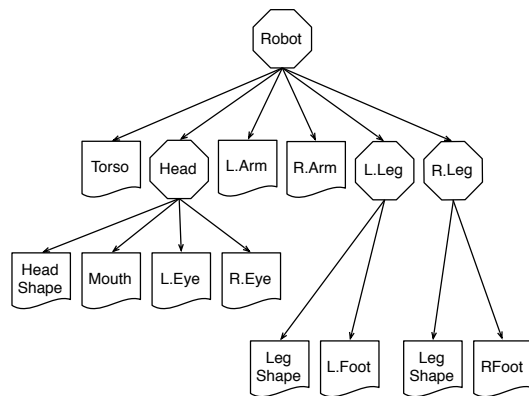 Robot
Torso
Head
L.Arm
R.Arm
L.Leg
R.Leg
Head
Shape
Mouth
L.Eye
R.Eye
Leg
Shape
L.Foot
Leg
Shape
RFoot